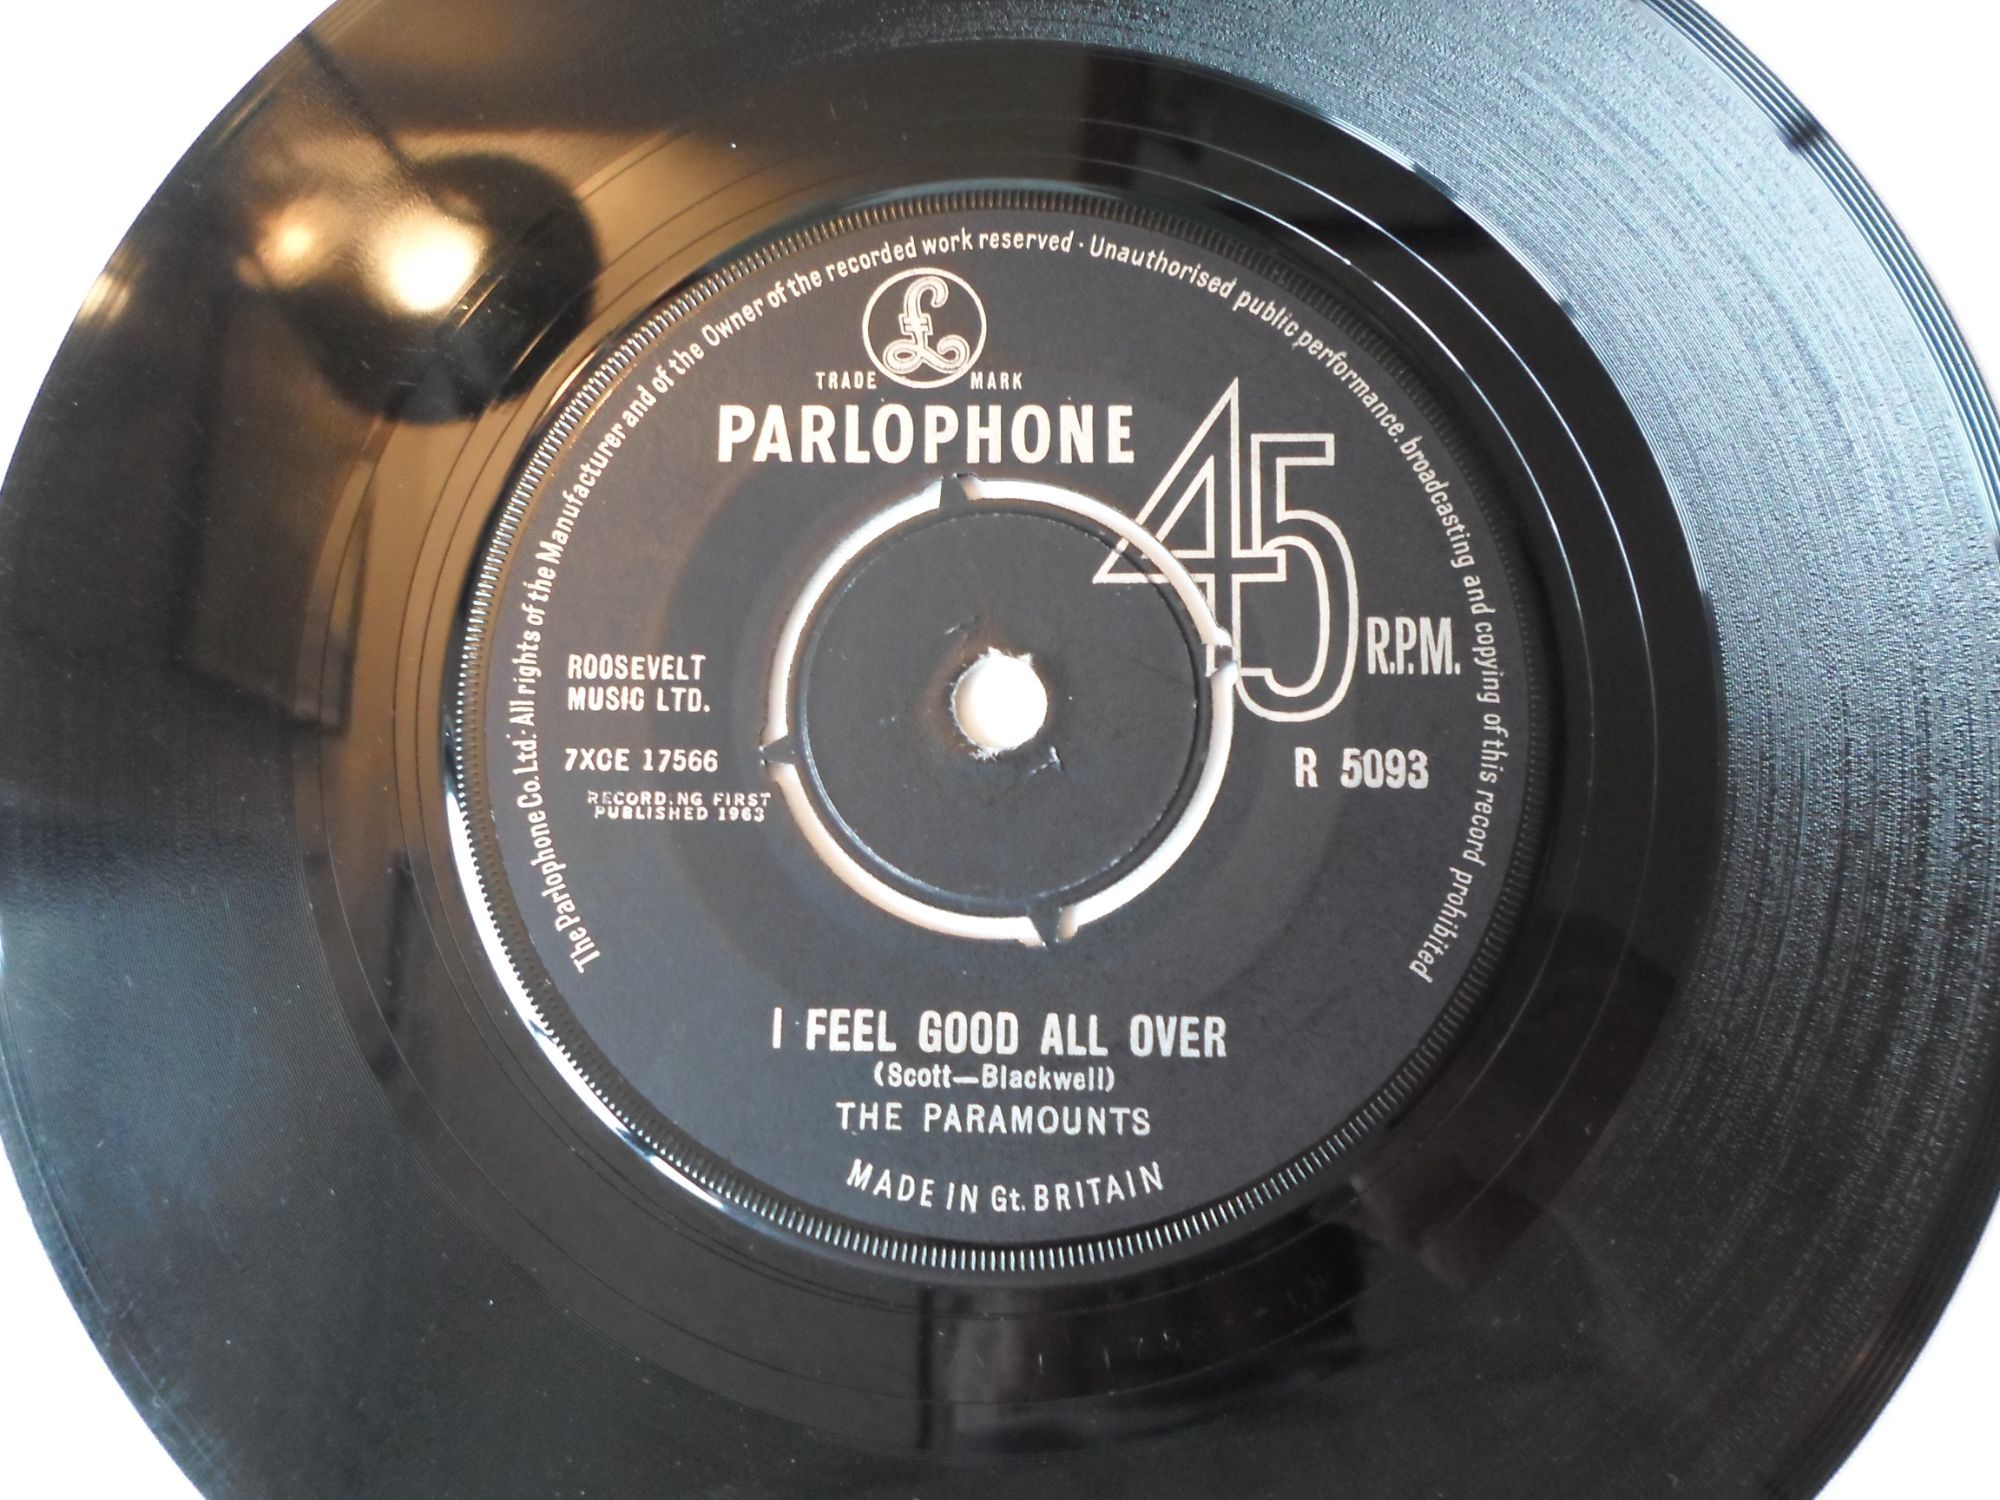 The Parlophone Co. Ltd. All rights of the Manufacturer and of the Owner of the recorded work reserved · Unauthorised public performance, broadcasting and copying of this record prohibited
£
TRADE MARK
PARLOPHONE
45
R.P.M.
ROOSEVELT
MUSIC LTD.
7XCE 17566
R 5093
RECORDING FIRST
PUBLISHED 1963
I FEEL GOOD ALL OVER
(Scott—Blackwell)
THE PARAMOUNTS
MADE IN Gt. BRITAIN